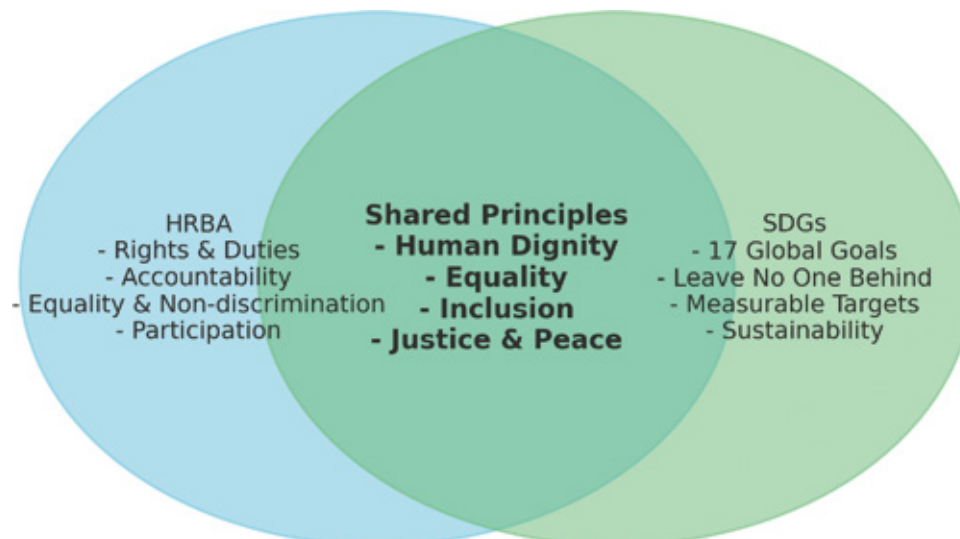 HRBA
- Rights & Duties
- Accountability
- Equality & Non-discrimination
- Participation
Shared Principles
- Human Dignity
- Equality
- Inclusion
- Justice & Peace
SDGs
- 17 Global Goals
- Leave No One Behind
- Measurable Targets
- Sustainability